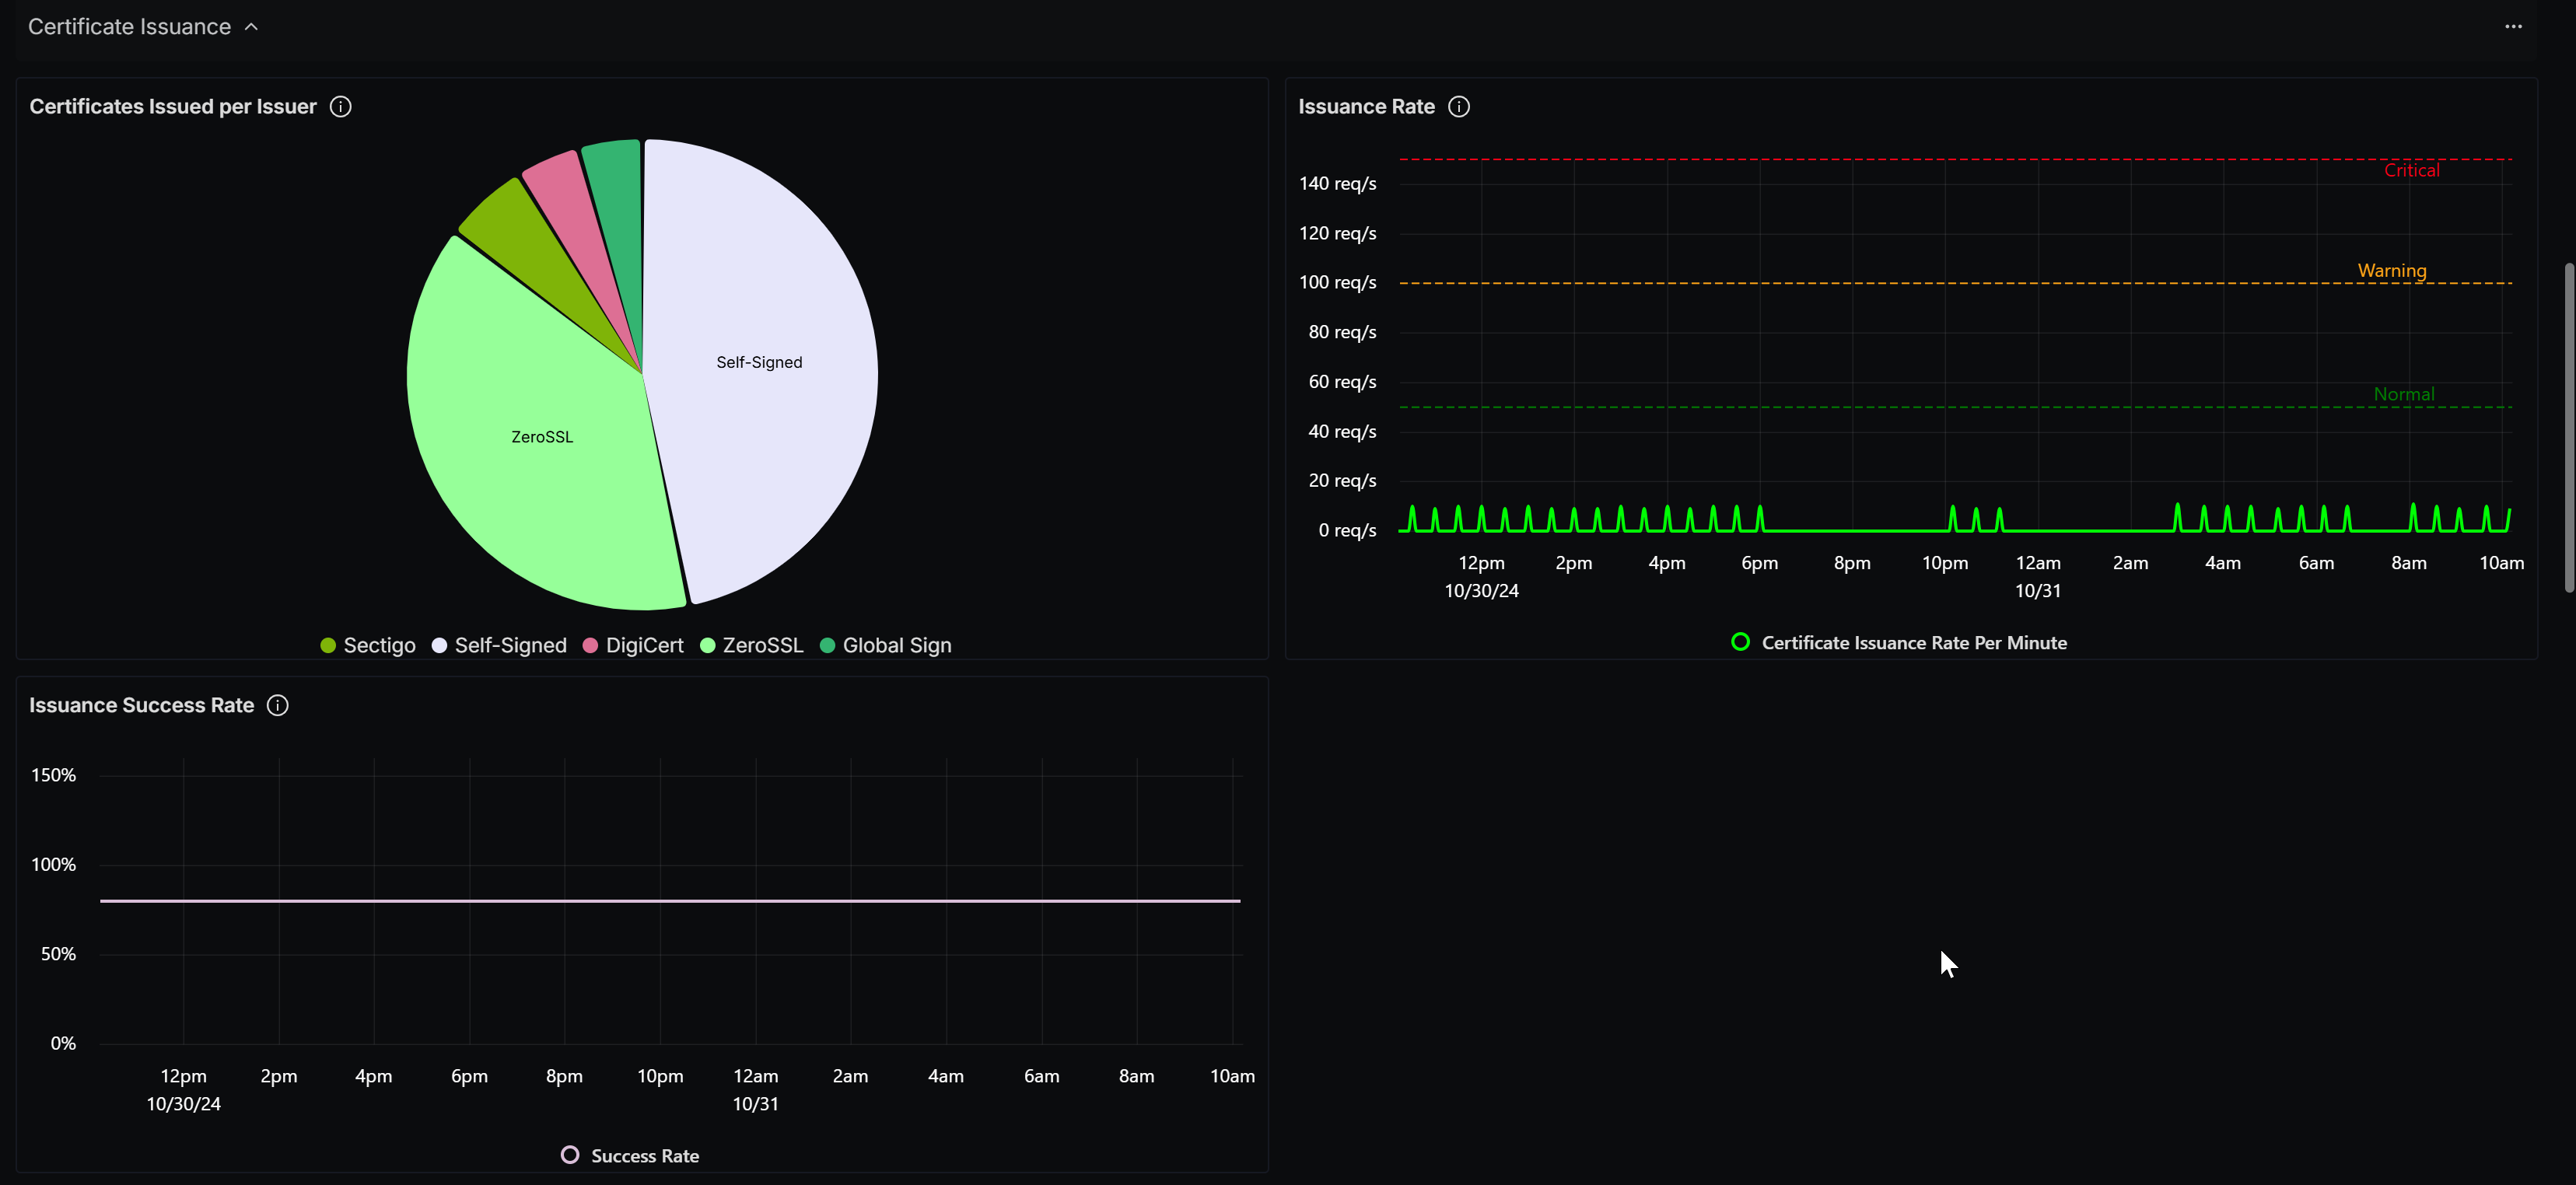 Certificate Issuance
Certificates Issued per Issuer
Self-Signed
ZeroSSL
Sectigo Self-Signed DigiCert ZeroSSL Global Sign
Issuance Rate
Critical
140 req/s
120 req/s
Warning
100 req/s
80 req/s
60 req/s
Normal
40 req/s
20 req/s
0 req/s
12pm 2pm 4pm 6pm 8pm 10pm 12am 2am 4am 6am 8am 10am
10/30/24 10/31
Certificate Issuance Rate Per Minute
Issuance Success Rate
150%
100%
50%
0%
12pm 2pm 4pm 6pm 8pm 10pm 12am 2am 4am 6am 8am 10am
10/30/24 10/31
Success Rate